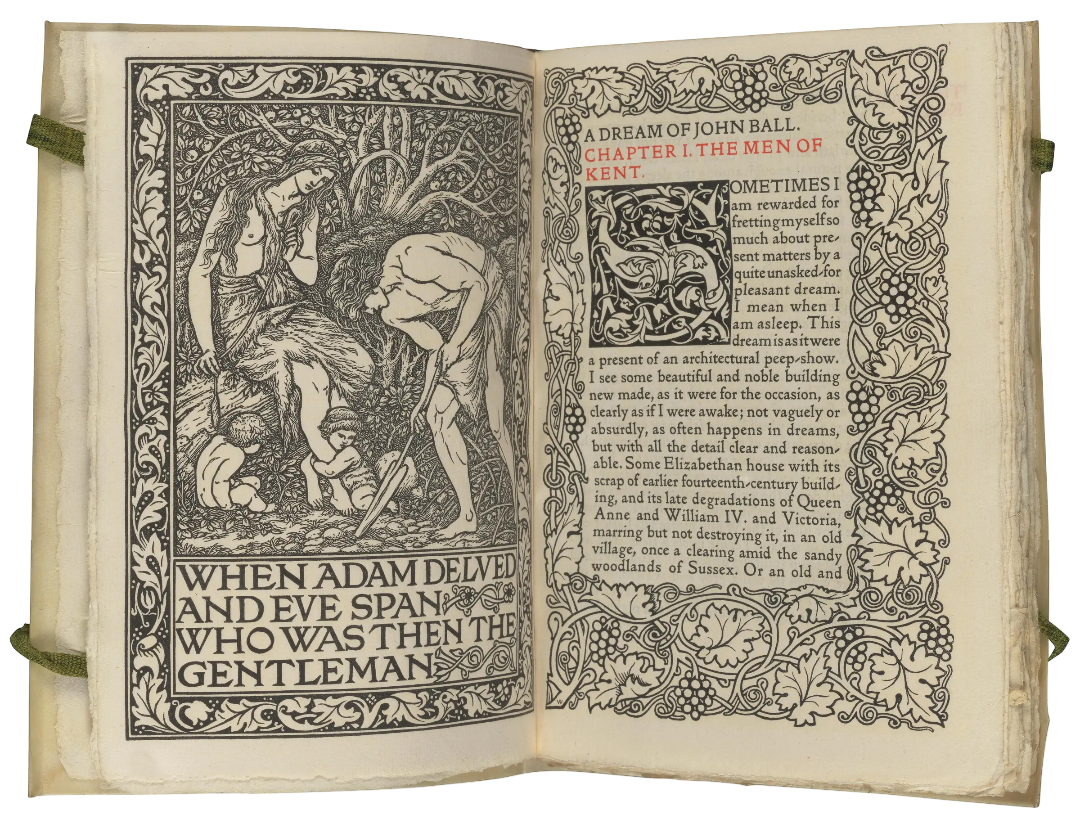 WHEN ADAM DELVED
AND EVE SPAN
WHO WAS THEN THE
GENTLEMAN
A DREAM OF JOHN BALL.
CHAPTER I. THE MEN OF
KENT.
SOMETIMES I
am rewarded for
fretting myself so
much about pre-
sent matters by a
quite unasked-for
pleasant dream.
I mean when I
am asleep. This
dream is as it were
a present of an architectural peep-show.
I see some beautiful and noble building
new made, as it were for the occasion, as
clearly as if I were awake; not vaguely or
absurdly, as often happens in dreams,
but with all the detail clear and reason-
able. Some Elizabethan house with its
scrap of earlier fourteenth-century build-
ing, and its late degradations of Queen
Anne and William IV. and Victoria,
marring but not destroying it, in an old
village, once a clearing amid the sandy
woodlands of Sussex. Or an old and